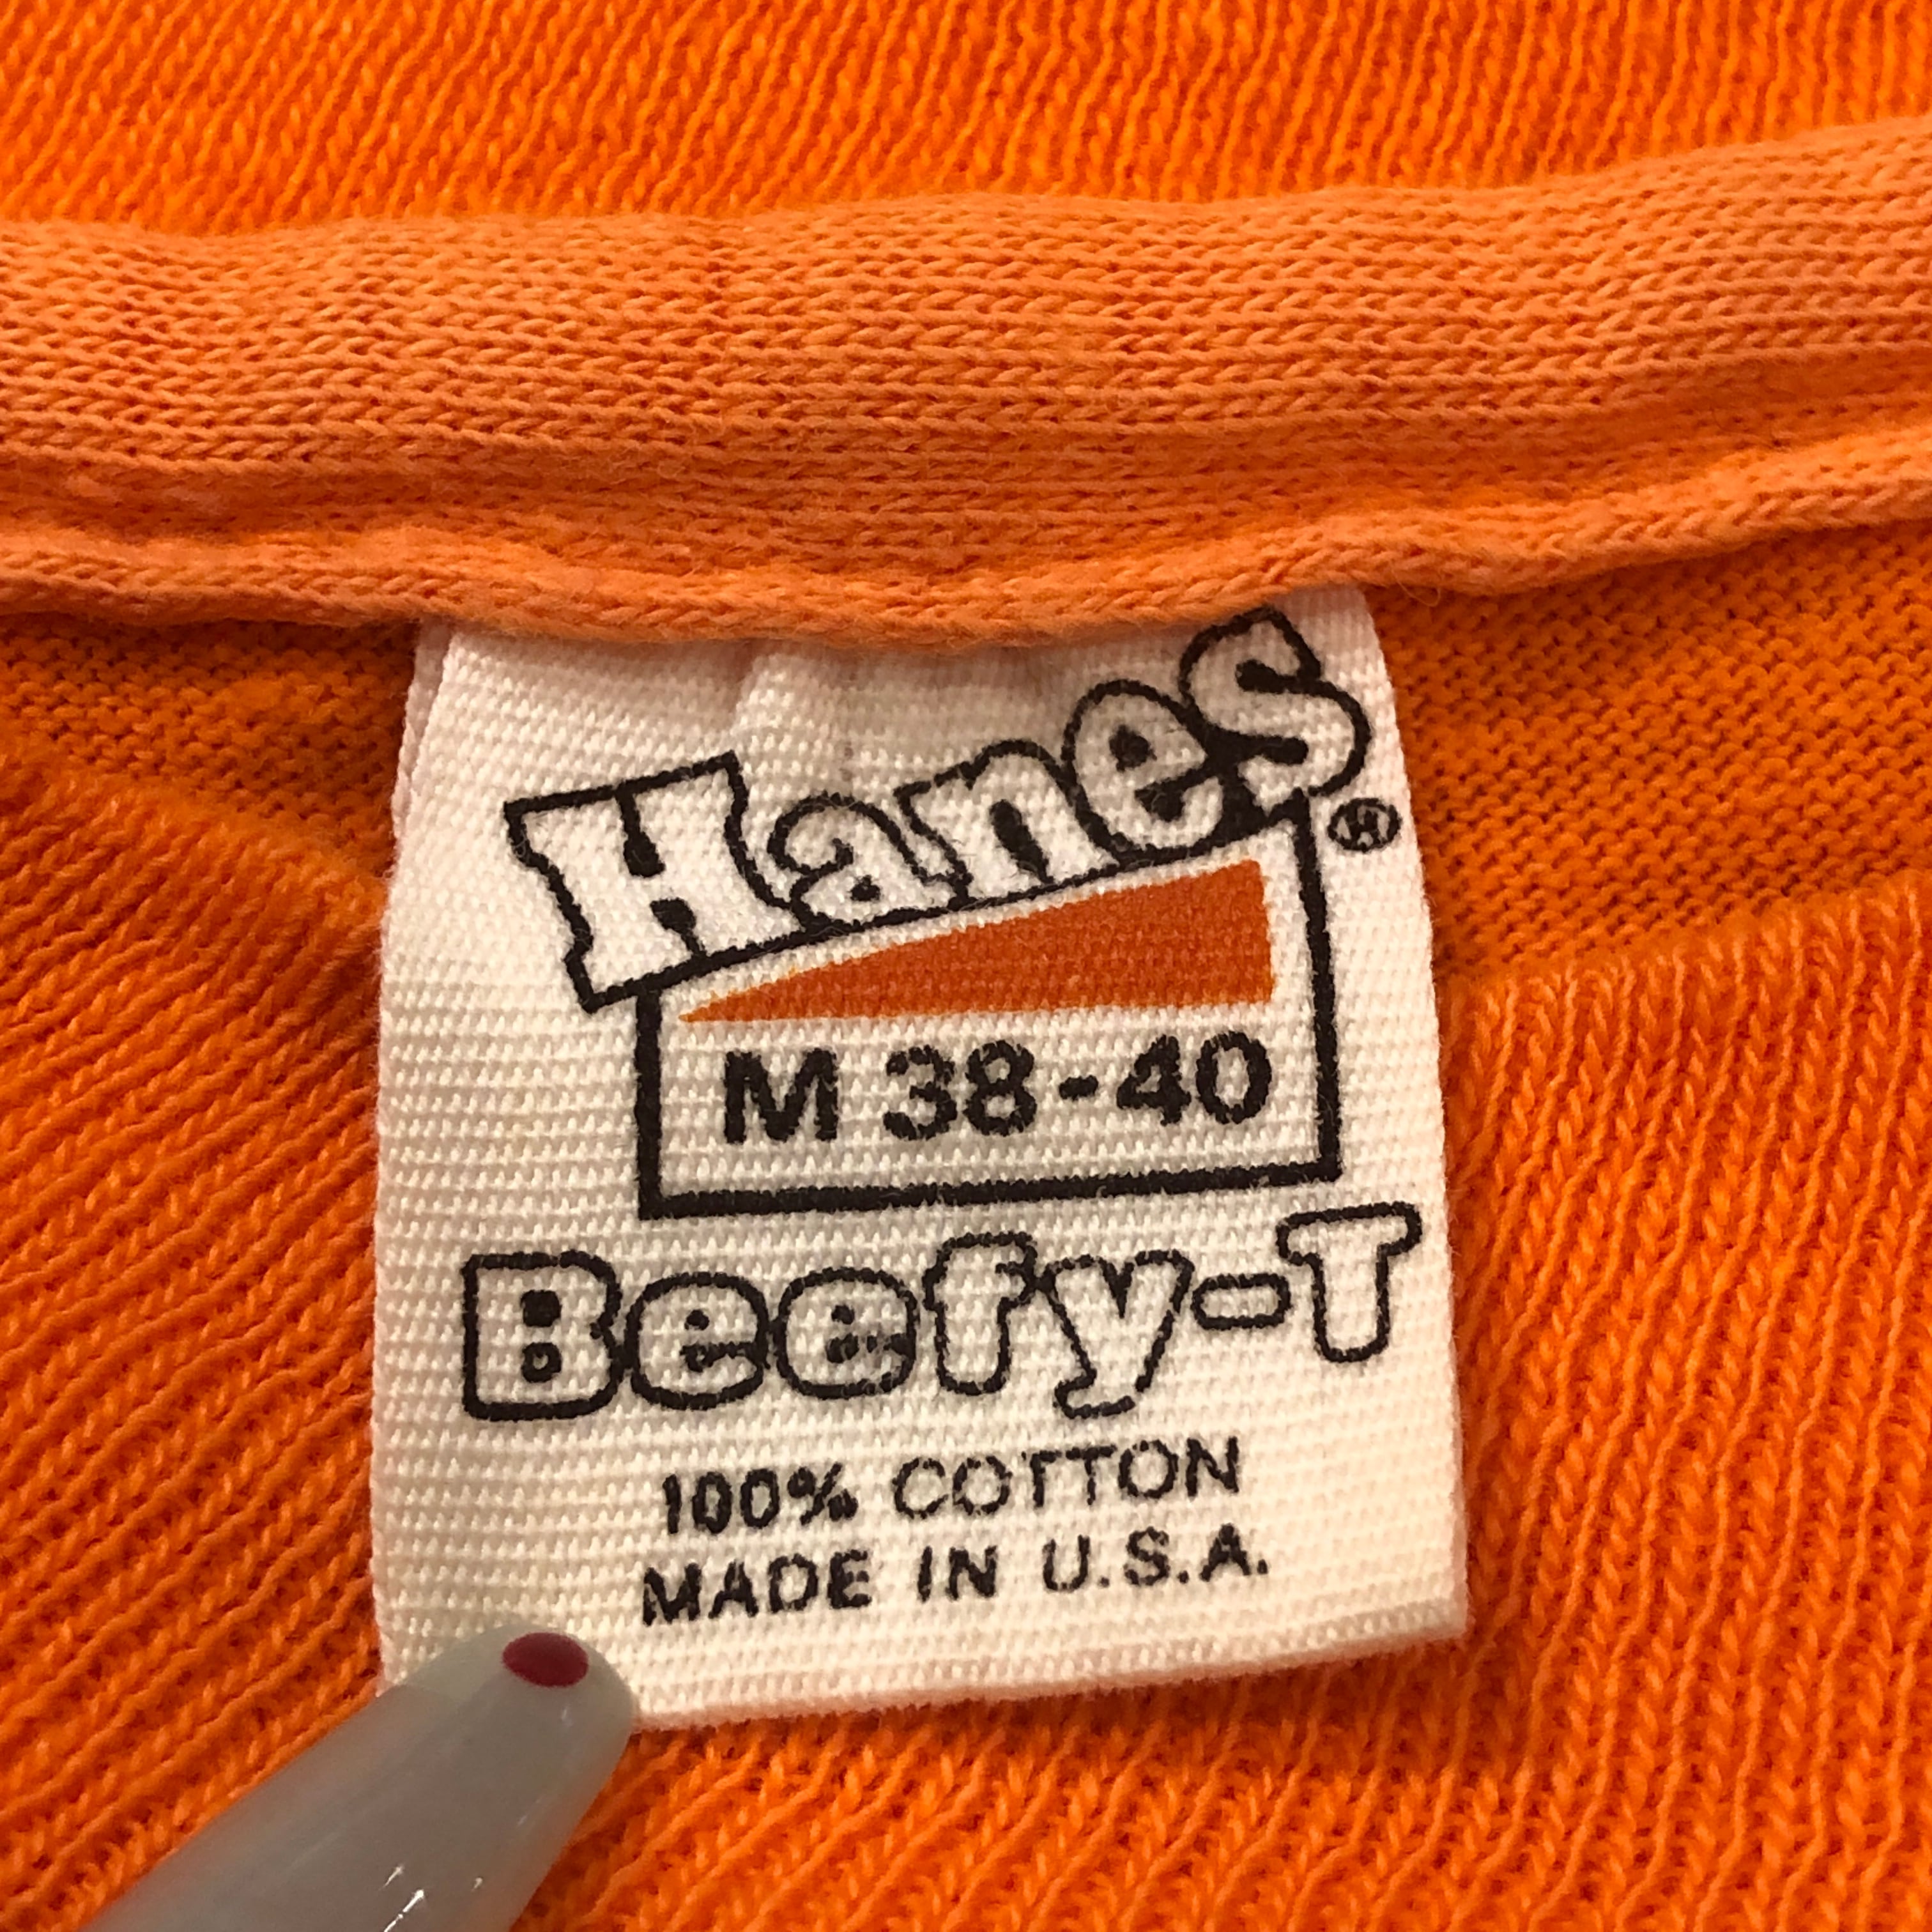 Hanes®
M 38-40
Beefy-T
100% COTTON
MADE IN U.S.A.